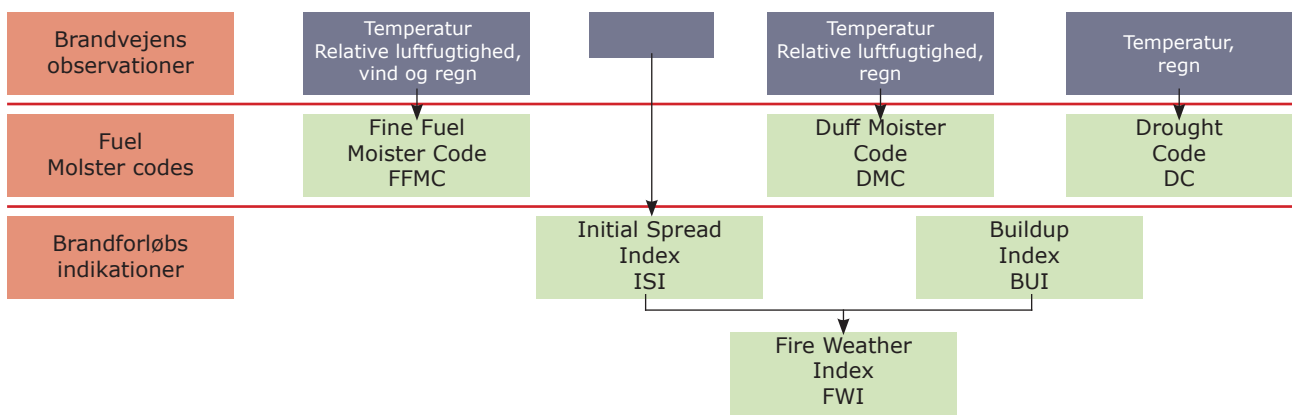 Brandvejens
observationer
Temperatur
Relative luftfugtighed,
vind og regn
Temperatur
Relative luftfugtighed,
regn
Temperatur,
regn
Fuel
Molster codes
Fine Fuel
Moister Code
FFMC
Duff Moister
Code
DMC
Drought
Code
DC
Brandforløbs
indikationer
Initial Spread
Index
ISI
Buildup
Index
BUI
Fire Weather
Index
FWI